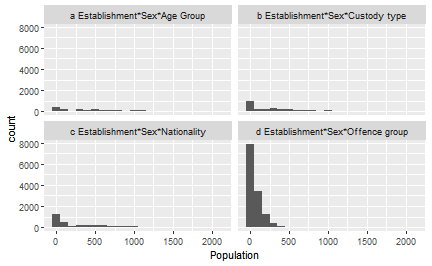 a Establishment*Sex*Age Group
b Establishment*Sex*Custody type
8000
6000
4000
2000
0
c Establishment*Sex*Nationality
d Establishment*Sex*Offence group
8000
6000
4000
2000
0
count
0 500 1000 1500 2000
0 500 1000 1500 2000
Population